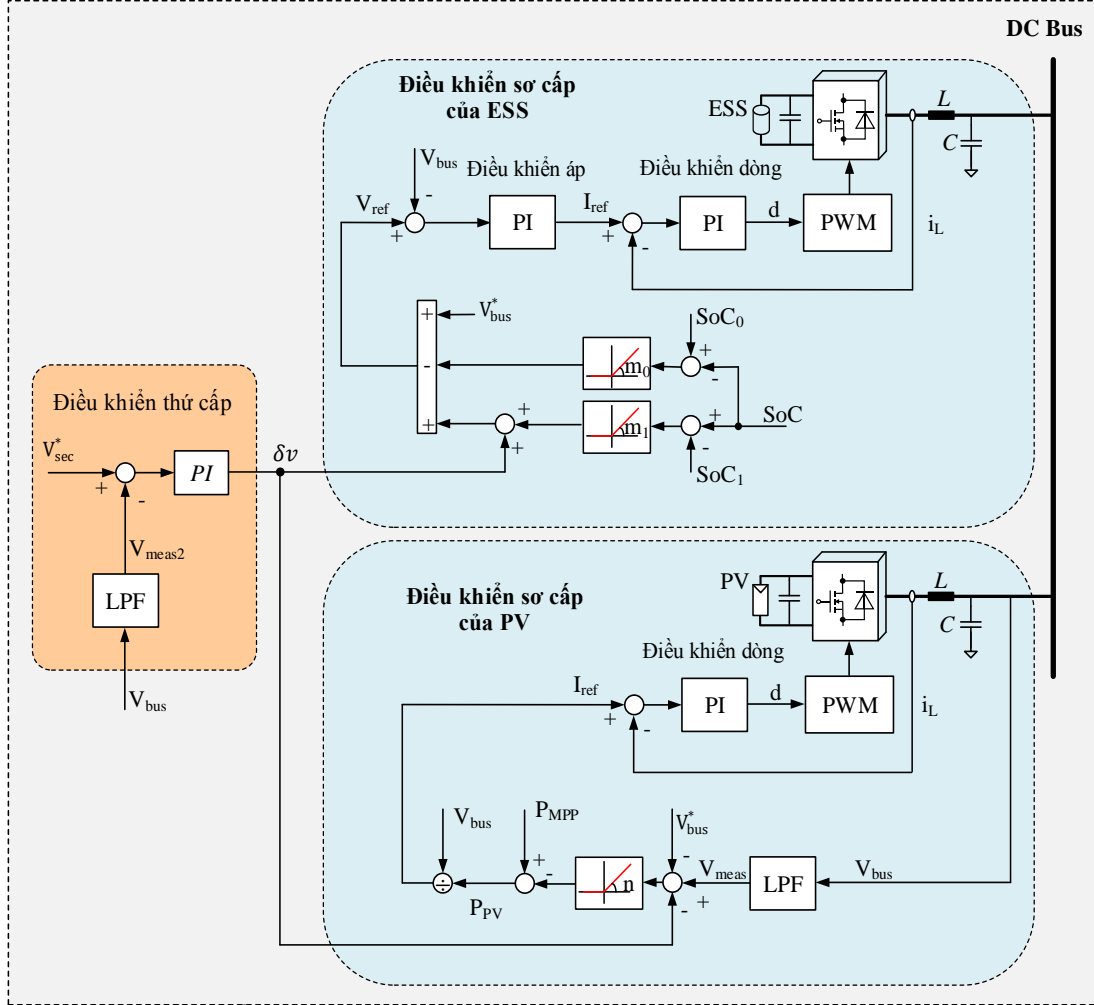 DC Bus
Điều khiển sơ cấp
của ESS
ESS
L
C
V_bus
-
Điều khiển áp
Điều khiển dòng
V_ref
+
PI
I_ref
+
-
PI
d
PWM
i_L
+
V*_bus
-
+
m_0
SoC_0
+
-
+
+
m_1
+
-
SoC
SoC_1
Điều khiển thứ cấp
V*_sec
+
-
PI
δv
V_meas2
LPF
V_bus
Điều khiển sơ cấp
của PV
PV
L
C
Điều khiển dòng
I_ref
+
-
PI
d
PWM
i_L
V_bus
P_MPP
V*_bus
÷
P_PV
+
-
n
-
+
-
V_meas
LPF
V_bus